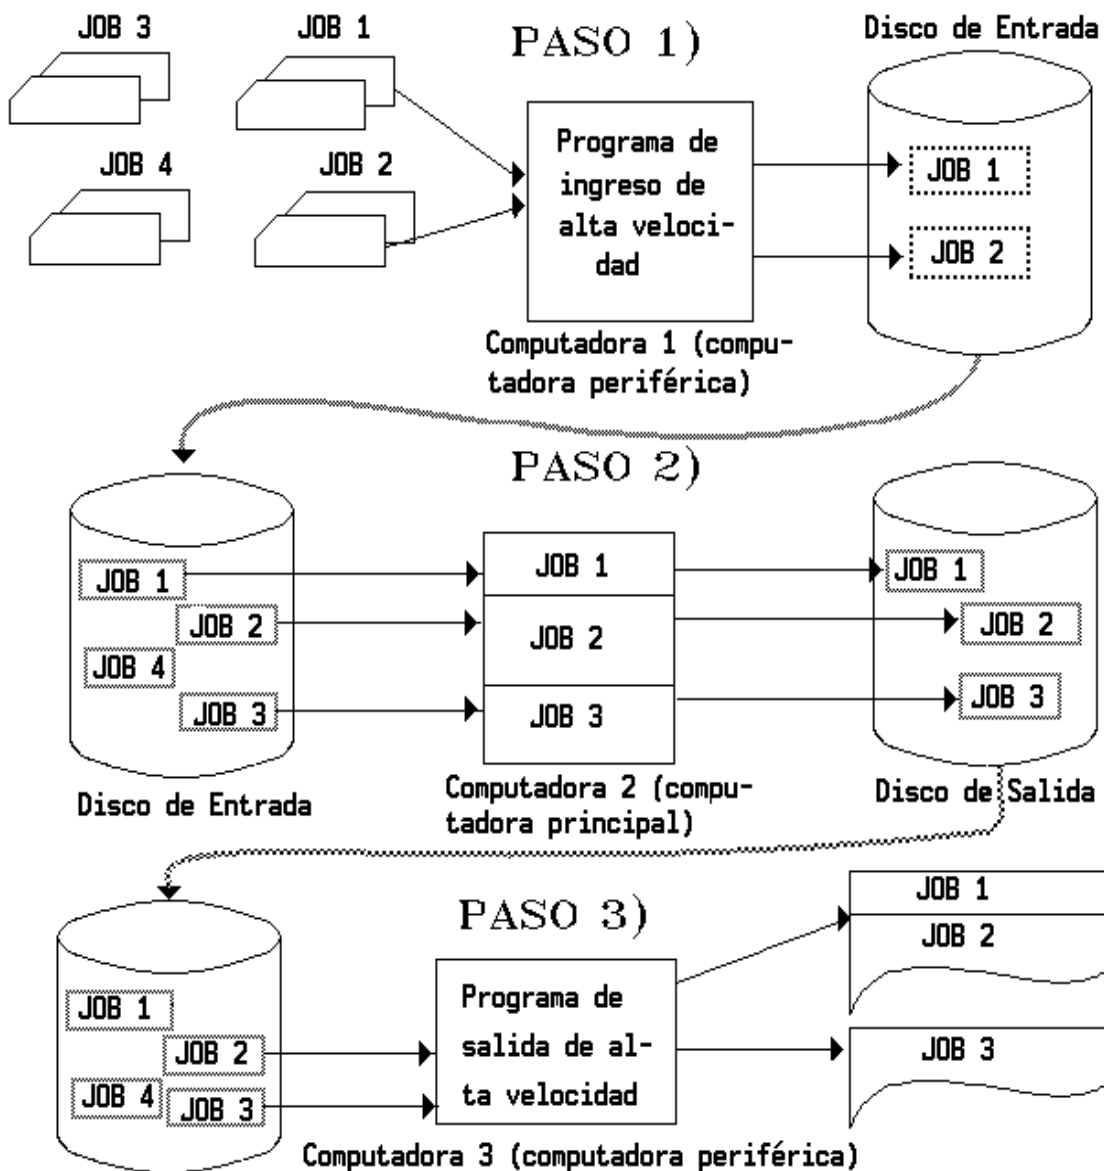 JOB 3
JOB 1
PASO 1)
Disco de Entrada
JOB 4
JOB 2
Programa de
ingreso de
alta veloci-
dad
JOB 1
JOB 2
Computadora 1 (compu-
tadora periférica)
PASO 2)
JOB 1
JOB 2
JOB 4
JOB 3
JOB 1
JOB 2
JOB 3
JOB 1
JOB 2
JOB 3
Disco de Entrada
Computadora 2 (compu-
tadora principal)
Disco de Salida
PASO 3)
JOB 1
JOB 2
JOB 4
JOB 3
Programa de
salida de al-
ta velocidad
JOB 1
JOB 2
JOB 3
Computadora 3 (computadora periférica)